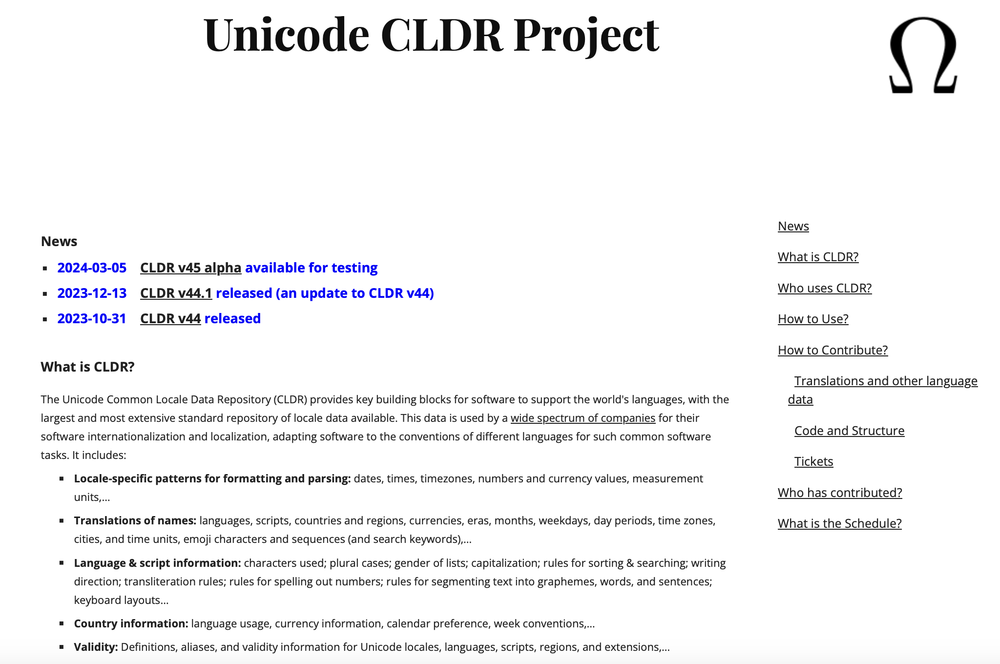 Unicode CLDR Project
Ω
News
▪ 2024-03-05 CLDR v45 alpha available for testing
▪ 2023-12-13 CLDR v44.1 released (an update to CLDR v44)
▪ 2023-10-31 CLDR v44 released
What is CLDR?
The Unicode Common Locale Data Repository (CLDR) provides key building blocks for software to support the world's languages, with the
largest and most extensive standard repository of locale data available. This data is used by a wide spectrum of companies for their
software internationalization and localization, adapting software to the conventions of different languages for such common software
tasks. It includes:
▪ Locale-specific patterns for formatting and parsing: dates, times, timezones, numbers and currency values, measurement
units,...
▪ Translations of names: languages, scripts, countries and regions, currencies, eras, months, weekdays, day periods, time zones,
cities, and time units, emoji characters and sequences (and search keywords),...
▪ Language & script information: characters used; plural cases; gender of lists; capitalization; rules for sorting & searching; writing
direction; transliteration rules; rules for spelling out numbers; rules for segmenting text into graphemes, words, and sentences;
keyboard layouts...
▪ Country information: language usage, currency information, calendar preference, week conventions,...
▪ Validity: Definitions, aliases, and validity information for Unicode locales, languages, scripts, regions, and extensions,...
News
What is CLDR?
Who uses CLDR?
How to Use?
How to Contribute?
Translations and other language
data
Code and Structure
Tickets
Who has contributed?
What is the Schedule?